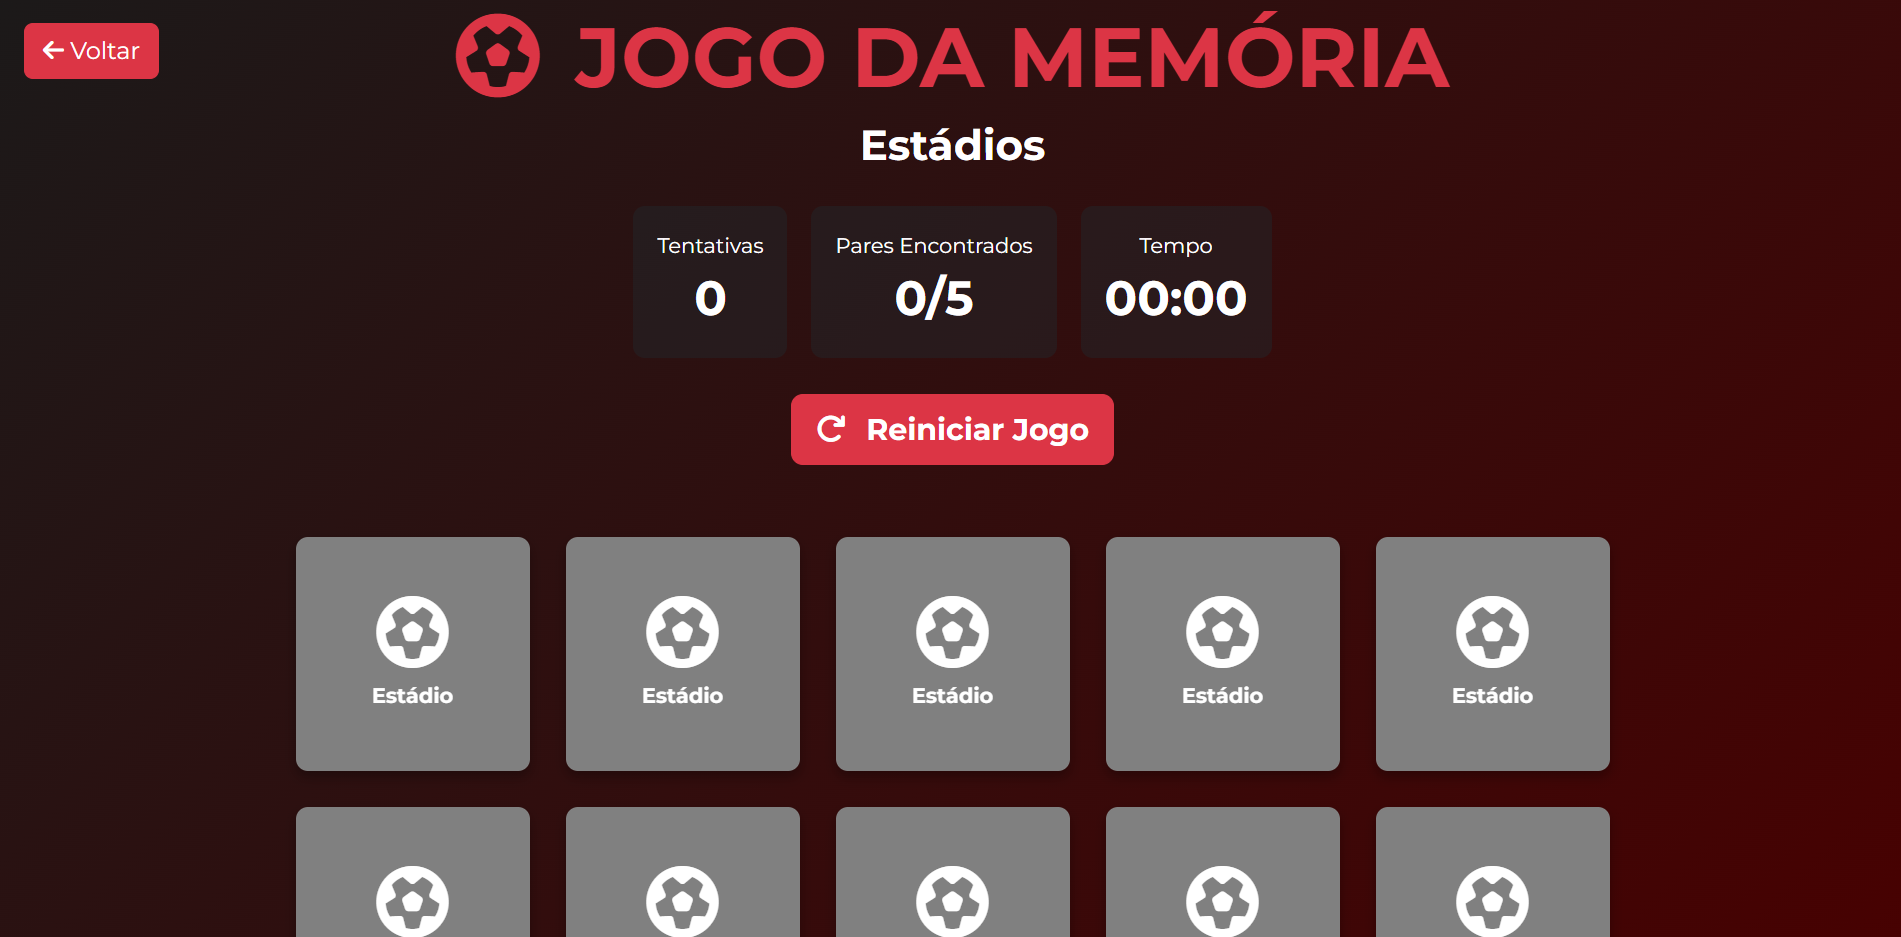 Voltar
JOGO DA MEMÓRIA
Estádios
Tentativas
0
Pares Encontrados
0/5
Tempo
00:00
Reiniciar Jogo
Estádio
Estádio
Estádio
Estádio
Estádio